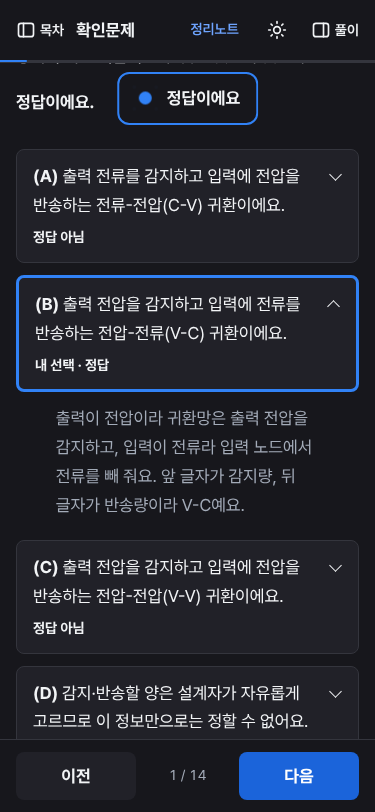 목차 확인문제 정리노트 풀이
정답이에요. 정답이에요
(A) 출력 전류를 감지하고 입력에 전압을
반송하는 전류-전압(C-V) 귀환이에요.
정답 아님
(B) 출력 전압을 감지하고 입력에 전류를
반송하는 전압-전류(V-C) 귀환이에요.
내 선택 · 정답
출력이 전압이라 귀환망은 출력 전압을
감지하고, 입력이 전류라 입력 노드에서
전류를 빼 줘요. 앞 글자가 감지량, 뒤
글자가 반송량이라 V-C예요.
(C) 출력 전압을 감지하고 입력에 전압을
반송하는 전압-전압(V-V) 귀환이에요.
정답 아님
(D) 감지·반송할 양은 설계자가 자유롭게
고르므로 이 정보만으로는 정할 수 없어요.
이전 1 / 14 다음